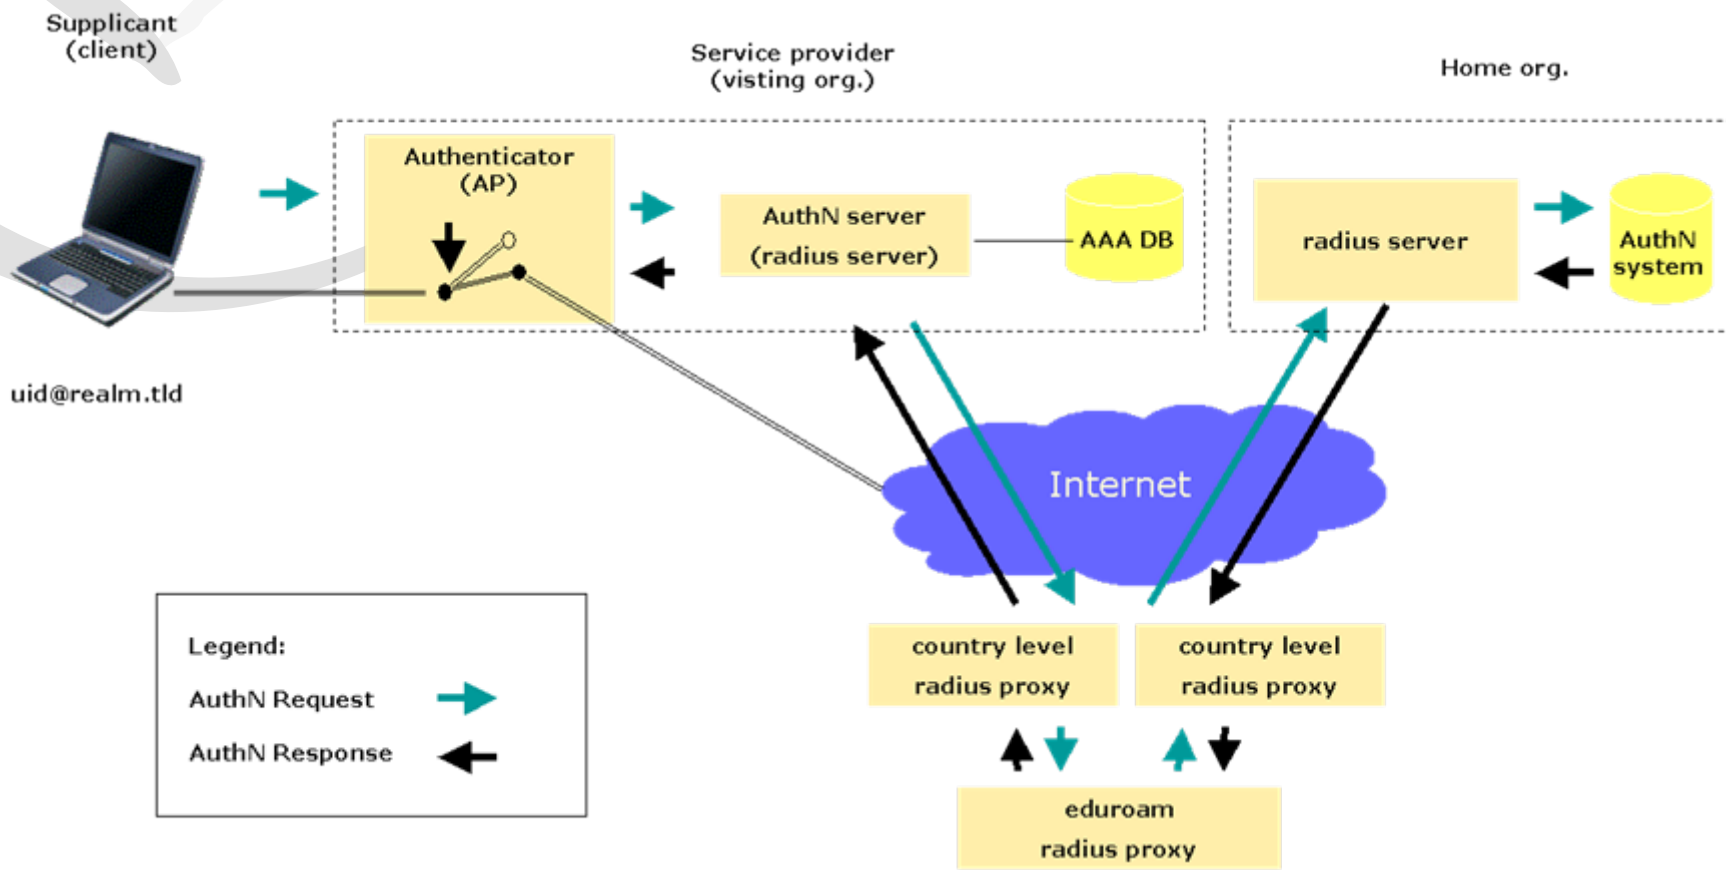 Supplicant
(client)
Service provider
(visting org.)
Home org.
Authenticator
(AP)
AuthN server
(radius server)
AAA DB
radius server
AuthN
system
uid@realm.tld
Internet
Legend:
AuthN Request
AuthN Response
country level
radius proxy
country level
radius proxy
eduroam
radius proxy